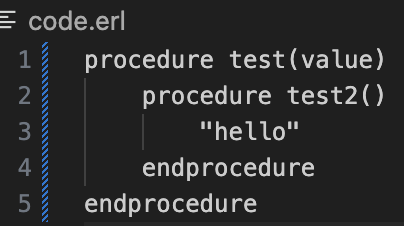 code.erl
1 procedure test(value)
2     procedure test2()
3         "hello"
4     endprocedure
5 endprocedure